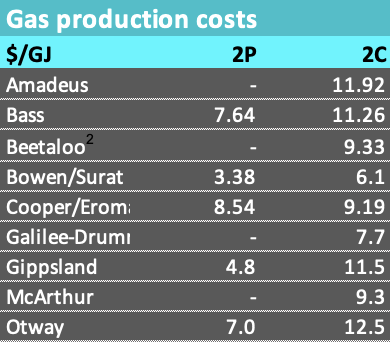 Gas production costs
$/GJ 2P 2C
Amadeus - 11.92
Bass 7.64 11.26
Beetaloo2 - 9.33
Bowen/Surat 3.38 6.1
Cooper/Eroma 8.54 9.19
Galilee-Drumm - 7.7
Gippsland 4.8 11.5
McArthur - 9.3
Otway 7.0 12.5